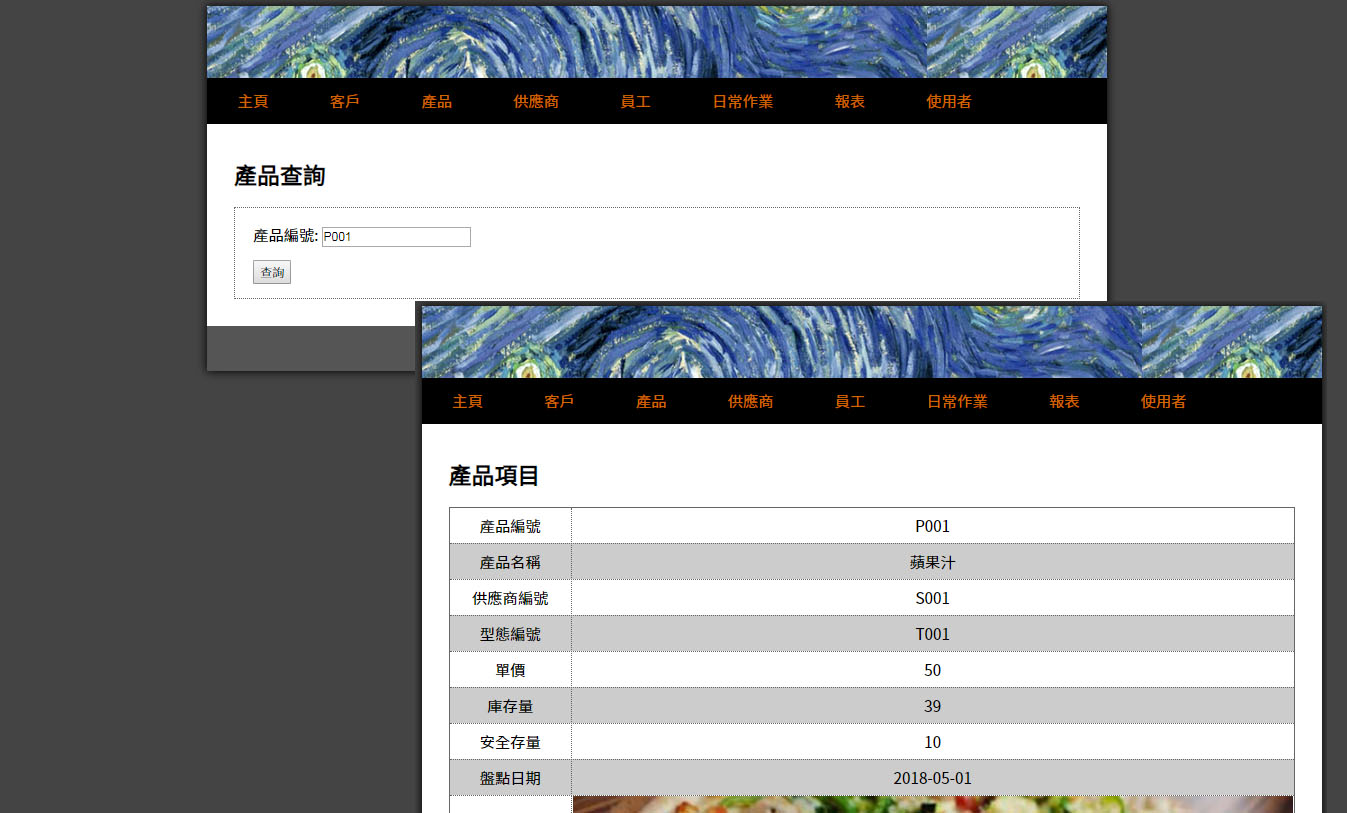 主頁 客戶 產品 供應商 員工 日常作業 報表 使用者
產品查詢
產品編號: P001
查詢
主頁 客戶 產品 供應商 員工 日常作業 報表 使用者
產品項目
產品編號 P001
產品名稱 蘋果汁
供應商編號 S001
型態編號 T001
單價 50
庫存量 39
安全存量 10
盤點日期 2018-05-01